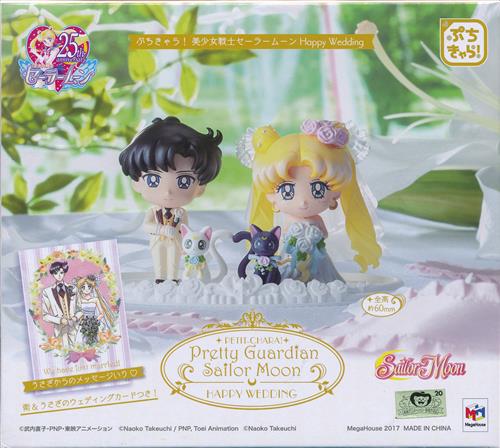 25th
anniversary
セーラームーン
ぷちきゃら! 美少女戦士セーラームーン Happy Wedding
ぷち
きゃら!
We have just married!
うさぎからのメッセージいり♡
衛&うさぎのウェディングカードつき!
全高
約60mm
PETIT CHARA!
Pretty Guardian
Sailor Moon
HAPPY WEDDING
Sailor Moon
20
©武内直子・PNP・東映アニメーション ©Naoko Takeuchi / PNP, Toei Animation ©Naoko Takeuchi
MegaHouse 2017 MADE IN CHINA
MegaHouse